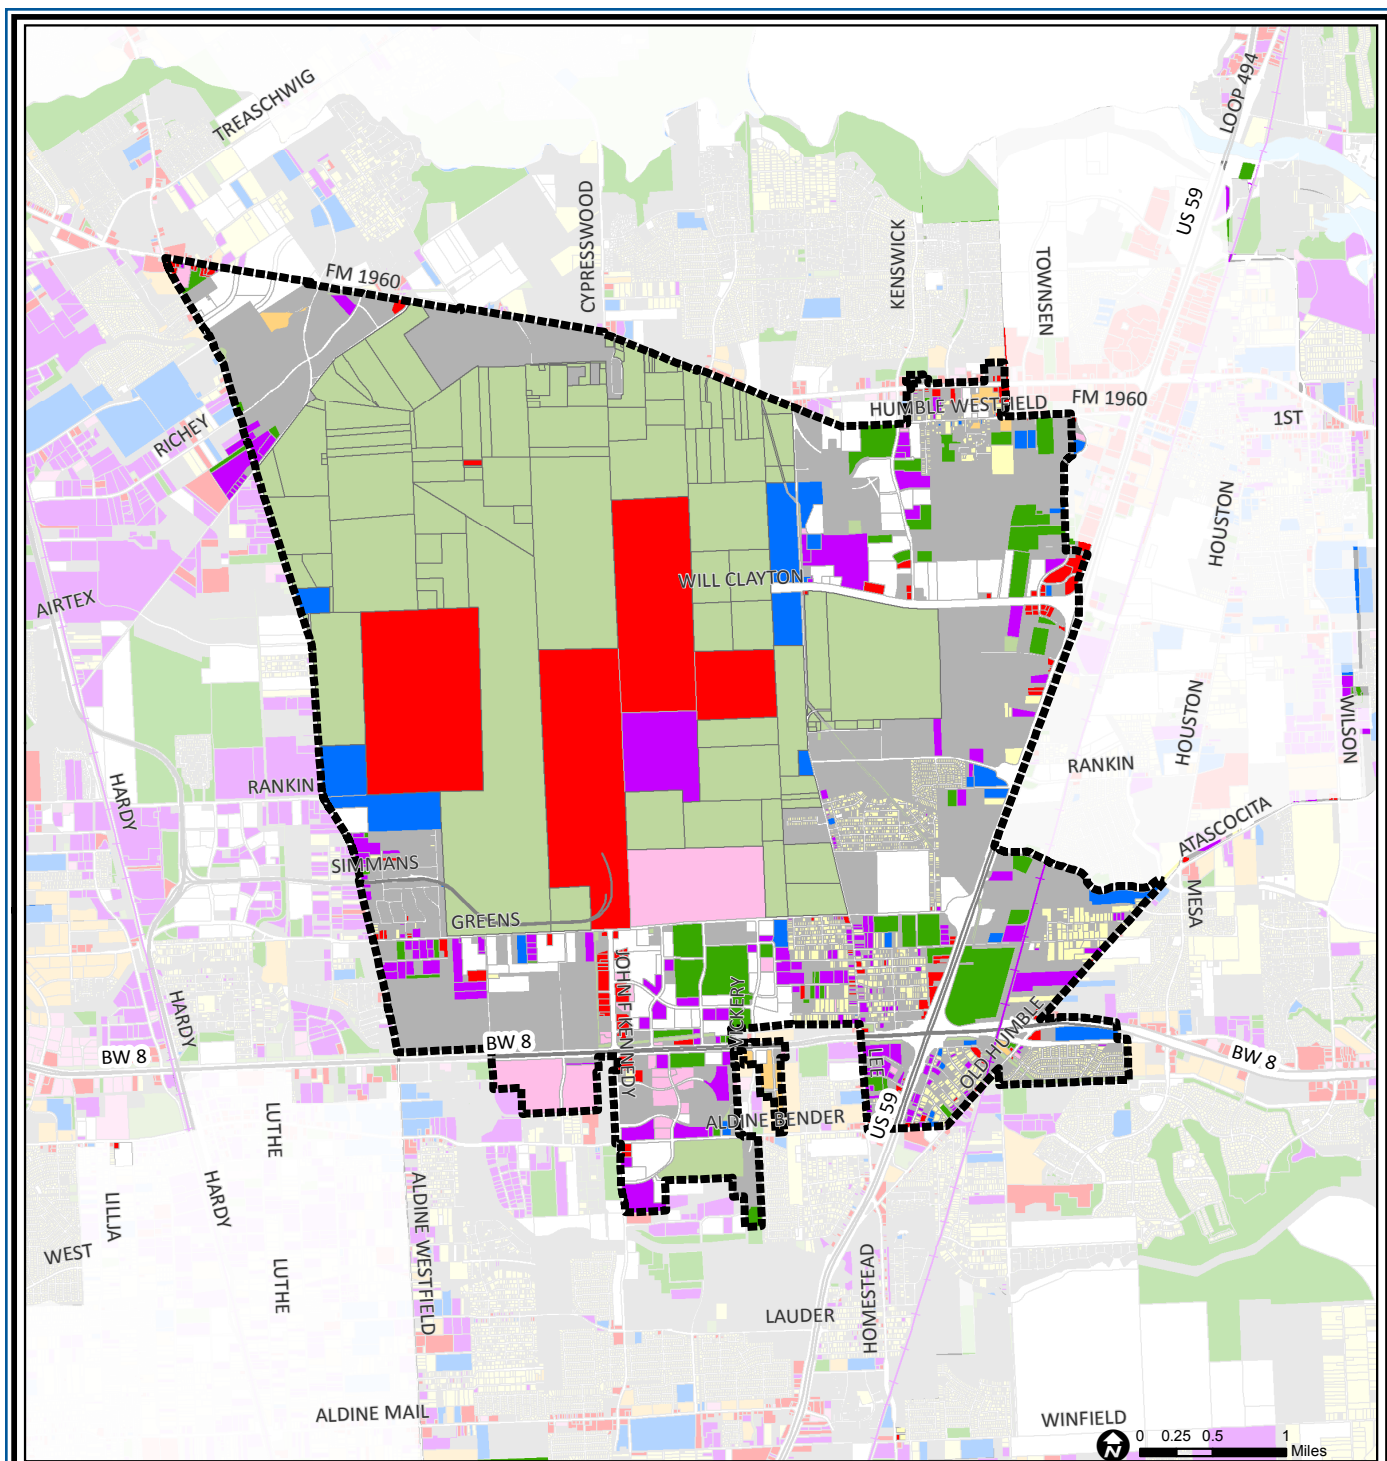 LOOP 494
TREASCHWIG
US 59
CYPRESSWOOD
KENSWICK
TOWNSEN
FM 1960
FM 1960
HUMBLE WESTFIELD
1ST
RICHEY
HOUSTON
WILL CLAYTON
AIRTEX
HOUSTON
WILSON
RANKIN
RANKIN
HARDY
ATASCOCITA
SIMMANS
MESA
GREENS
JOHN F KENNEDY
VICKERY
HARDY
OLD HUMBLE
BW 8
BW 8
BW 8
LEE
US 59
ALDINE BENDER
LUTHE
LILJA
HARDY
ALDINE WESTFIELD
WEST
LUTHE
HOMESTEAD
LAUDER
ALDINE MAIL
WINFIELD
N
0 0.25 0.5 1
Miles